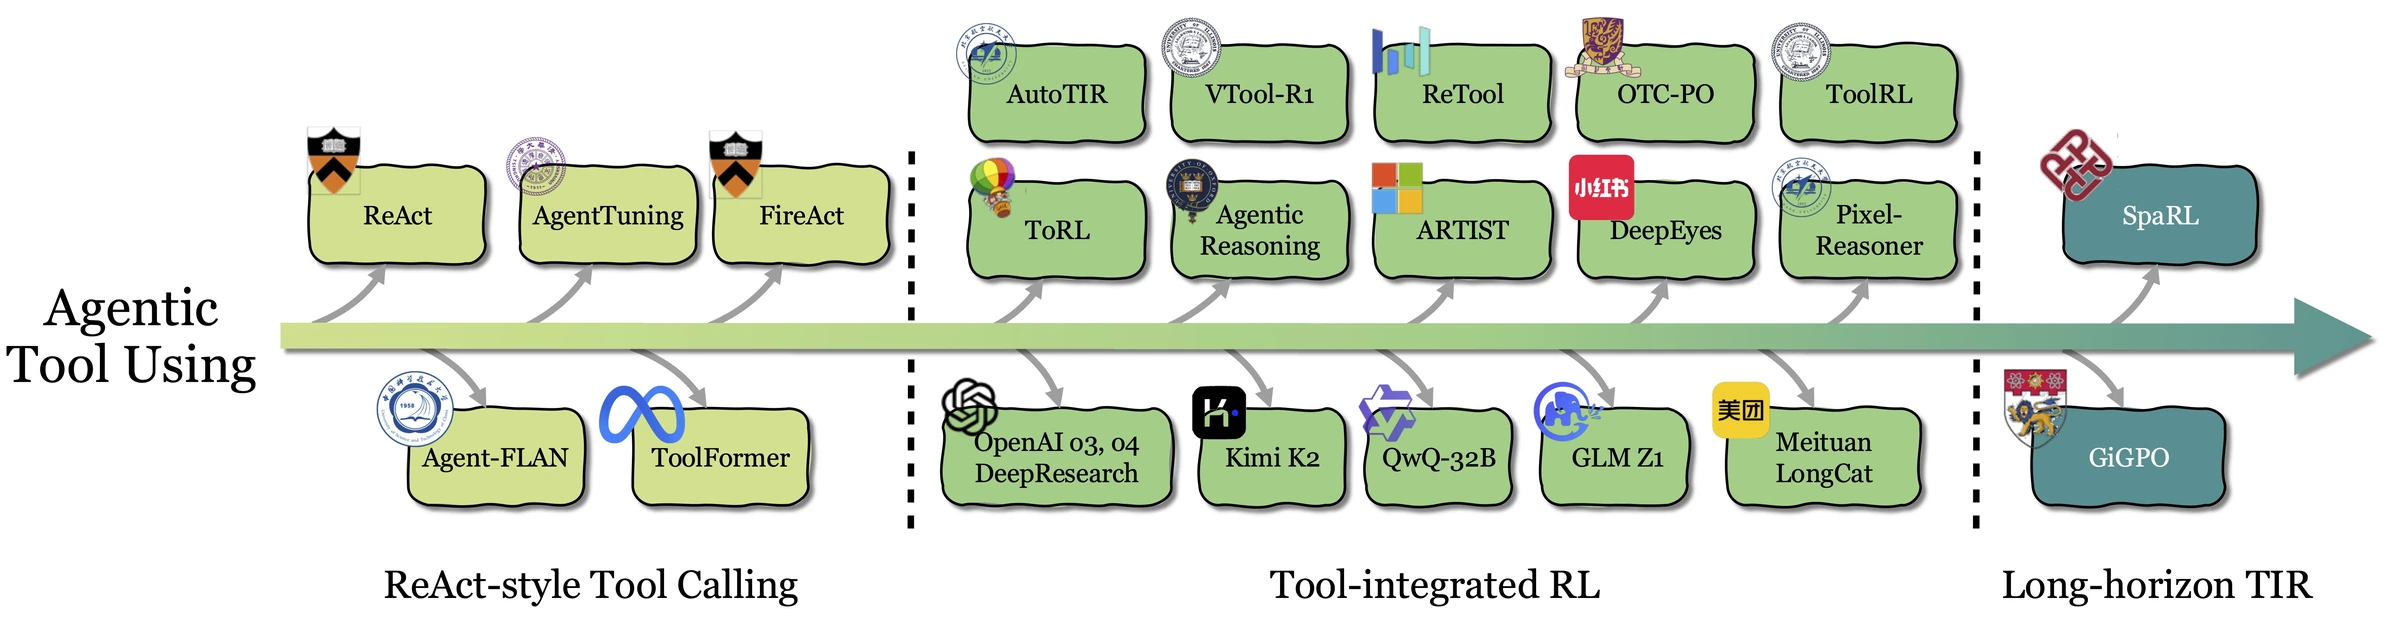 Agentic
Tool Using
ReAct
AgentTuning
FireAct
Agent-FLAN
ToolFormer
ReAct-style Tool Calling
AutoTIR
VTool-R1
ReTool
OTC-PO
ToolRL
ToRL
Agentic
Reasoning
ARTIST
小红书
DeepEyes
Pixel-
Reasoner
OpenAI o3, o4
DeepResearch
Kimi K2
QwQ-32B
GLM Z1
美团
Meituan
LongCat
Tool-integrated RL
SpaRL
1958
GiGPO
Long-horizon TIR